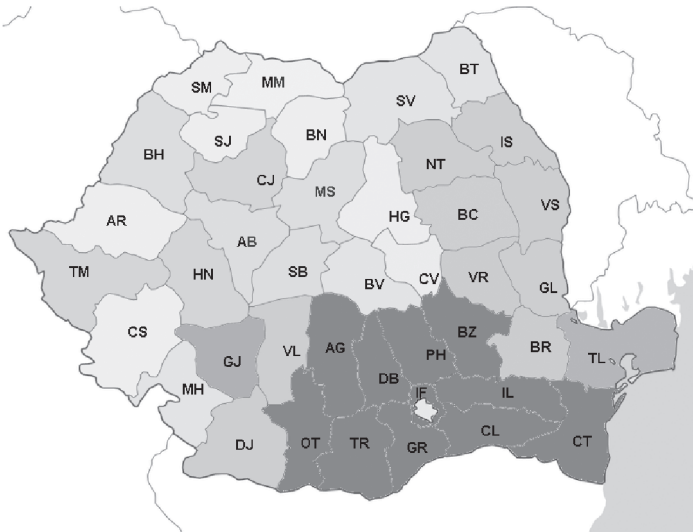 BT
SM
MM
SV
SJ
BN
IS
BH
NT
CJ
MS
HG
BC
VS
AR
AB
TM
HN
SB
BV
CV
VR
GL
CS
GJ
VL
AG
PH
BZ
BR
TL
MH
DB
IF
IL
DJ
OT
TR
GR
CL
CT